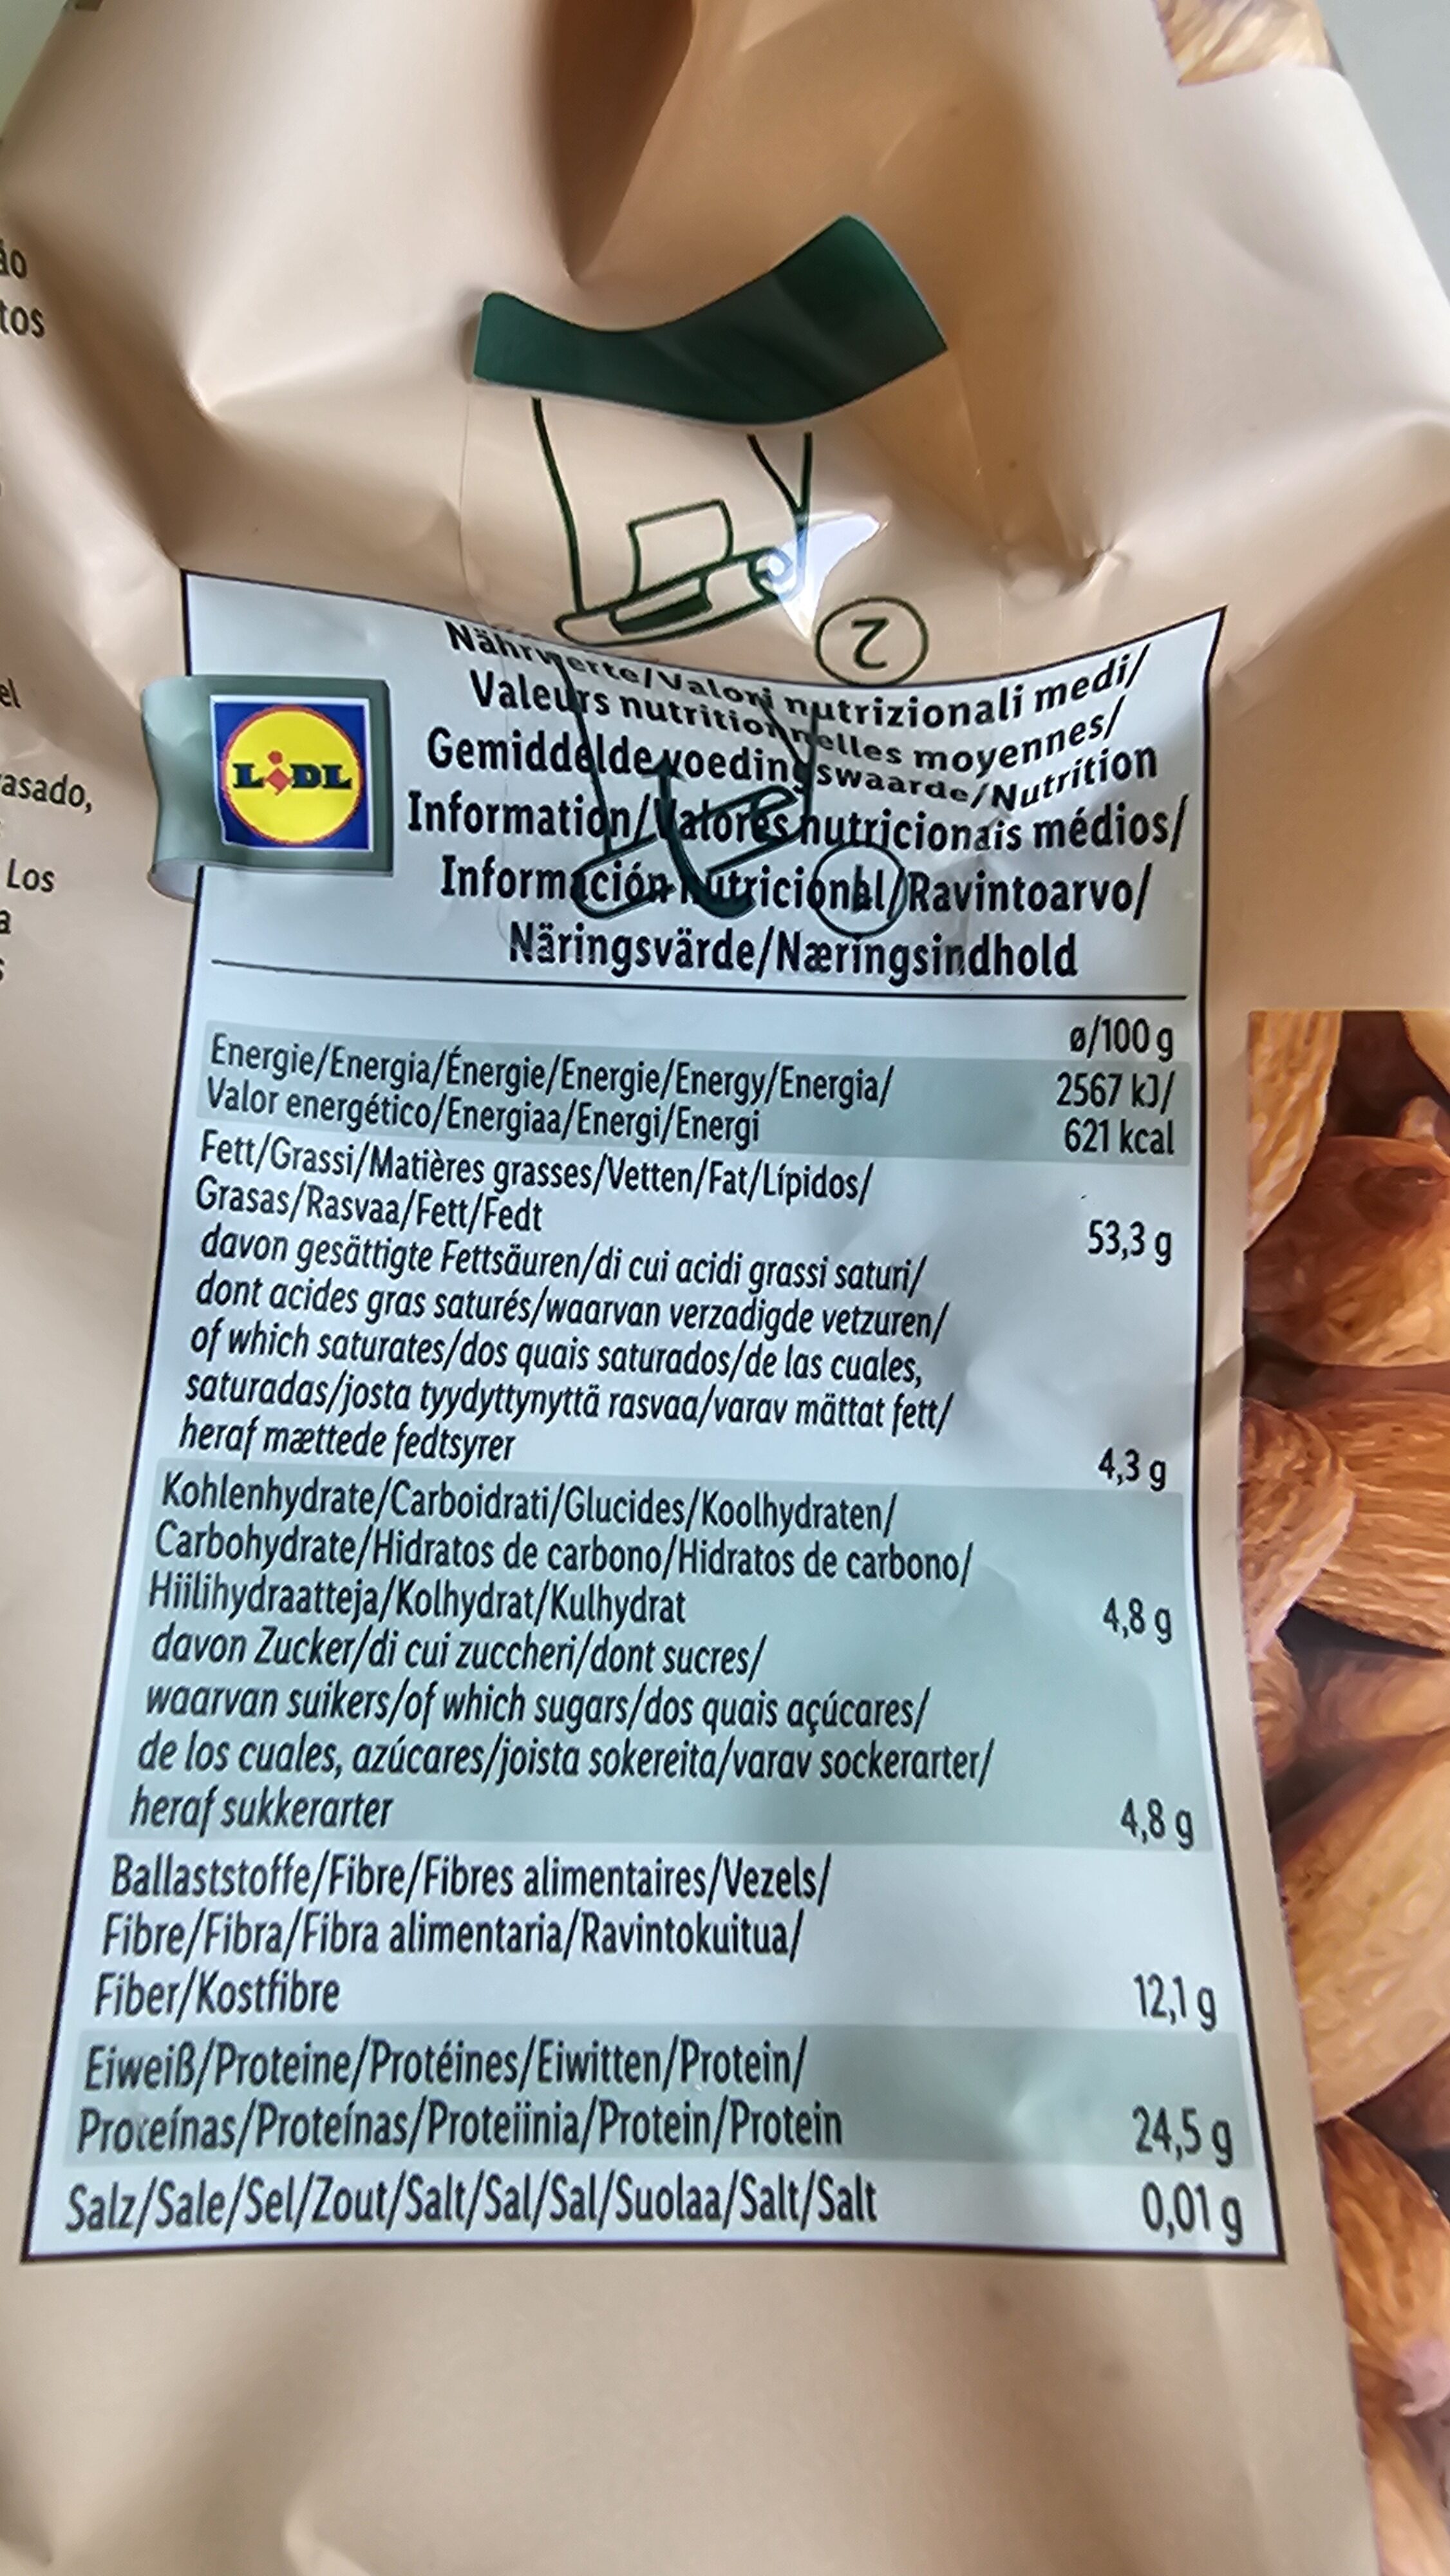 ão
tos
el
asado,
Los
a
s
2
LIDL
Nährwerte/Valori nutrizionali medi/
Valeurs nutritionnelles moyennes/
Gemiddelde voedingswaarde/Nutrition
Information/Valores nutricionais médios/
Información nutricional/Ravintoarvo/
Näringsvärde/Næringsindhold
ø/100 g
Energie/Energia/Énergie/Energie/Energy/Energia/ 2567 kJ/
Valor energético/Energiaa/Energi/Energi 621 kcal
Fett/Grassi/Matières grasses/Vetten/Fat/Lípidos/
Grasas/Rasvaa/Fett/Fedt 53,3 g
davon gesättigte Fettsäuren/di cui acidi grassi saturi/
dont acides gras saturés/waarvan verzadigde vetzuren/
of which saturates/dos quais saturados/de las cuales,
saturadas/josta tyydyttynyttä rasvaa/varav mättat fett/
heraf mættede fedtsyrer 4,3 g
Kohlenhydrate/Carboidrati/Glucides/Koolhydraten/
Carbohydrate/Hidratos de carbono/Hidratos de carbono/
Hiilihydraatteja/Kolhydrat/Kulhydrat 4,8 g
davon Zucker/di cui zuccheri/dont sucres/
waarvan suikers/of which sugars/dos quais açúcares/
de los cuales, azúcares/joista sokereita/varav sockerarter/
heraf sukkerarter 4,8 g
Ballaststoffe/Fibre/Fibres alimentaires/Vezels/
Fibre/Fibra/Fibra alimentaria/Ravintokuitua/
Fiber/Kostfibre 12,1 g
Eiweiß/Proteine/Protéines/Eiwitten/Protein/
Proteínas/Proteínas/Proteiinia/Protein/Protein 24,5 g
Salz/Sale/Sel/Zout/Salt/Sal/Sal/Suolaa/Salt/Salt 0,01 g